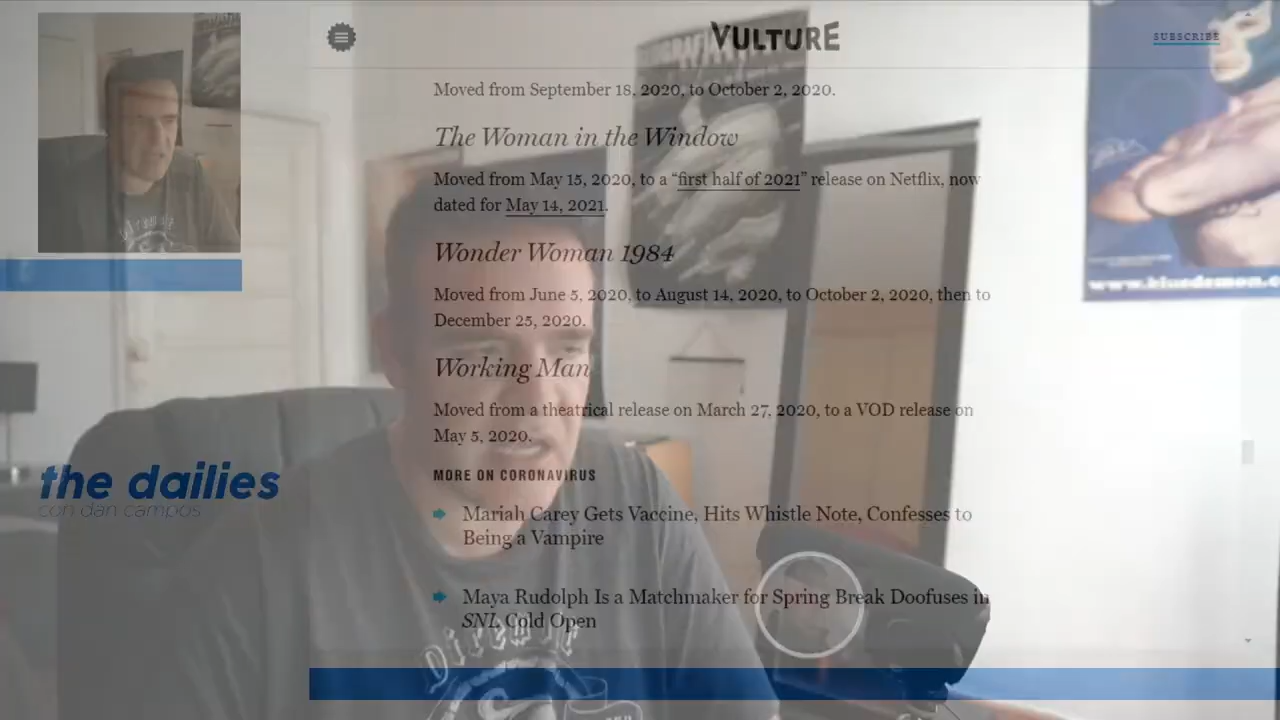 VULTURE
SUBSCRIBE
Moved from September 18, 2020, to October 2, 2020.
The Woman in the Window
Moved from May 15, 2020, to a “first half of 2021” release on Netflix, now
dated for May 14, 2021.
Wonder Woman 1984
Moved from June 5, 2020, to August 14, 2020, to October 2, 2020, then to
December 25, 2020.
Working Man
Moved from a theatrical release on March 27, 2020, to a VOD release on
May 5, 2020.
MORE ON CORONAVIRUS
Mariah Carey Gets Vaccine, Hits Whistle Note, Confesses to
Being a Vampire
Maya Rudolph Is a Matchmaker for Spring Break Doofuses in
SNL Cold Open
the dailies
con dan campos